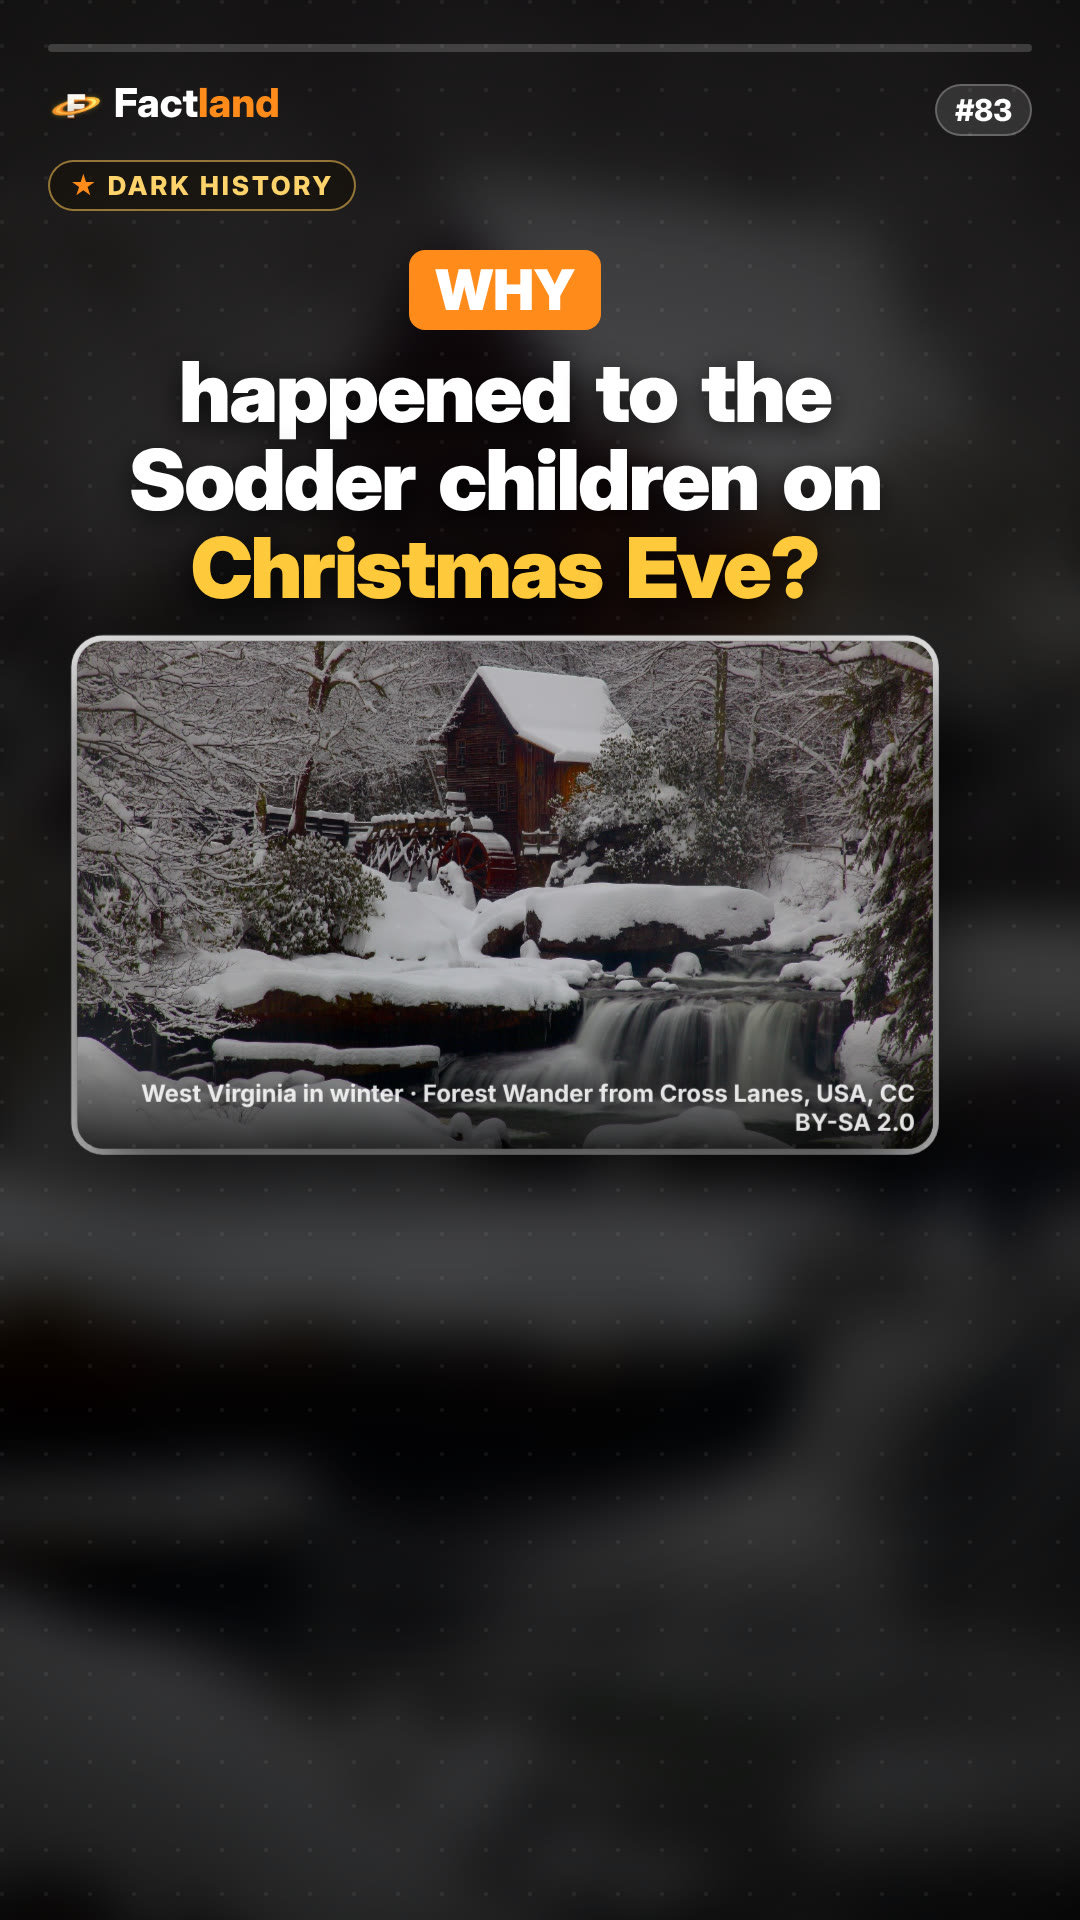 Factland
#83
★ DARK HISTORY
WHY
happened to the
Sodder children on
Christmas Eve?
West Virginia in winter · Forest Wander from Cross Lanes, USA, CC
BY-SA 2.0